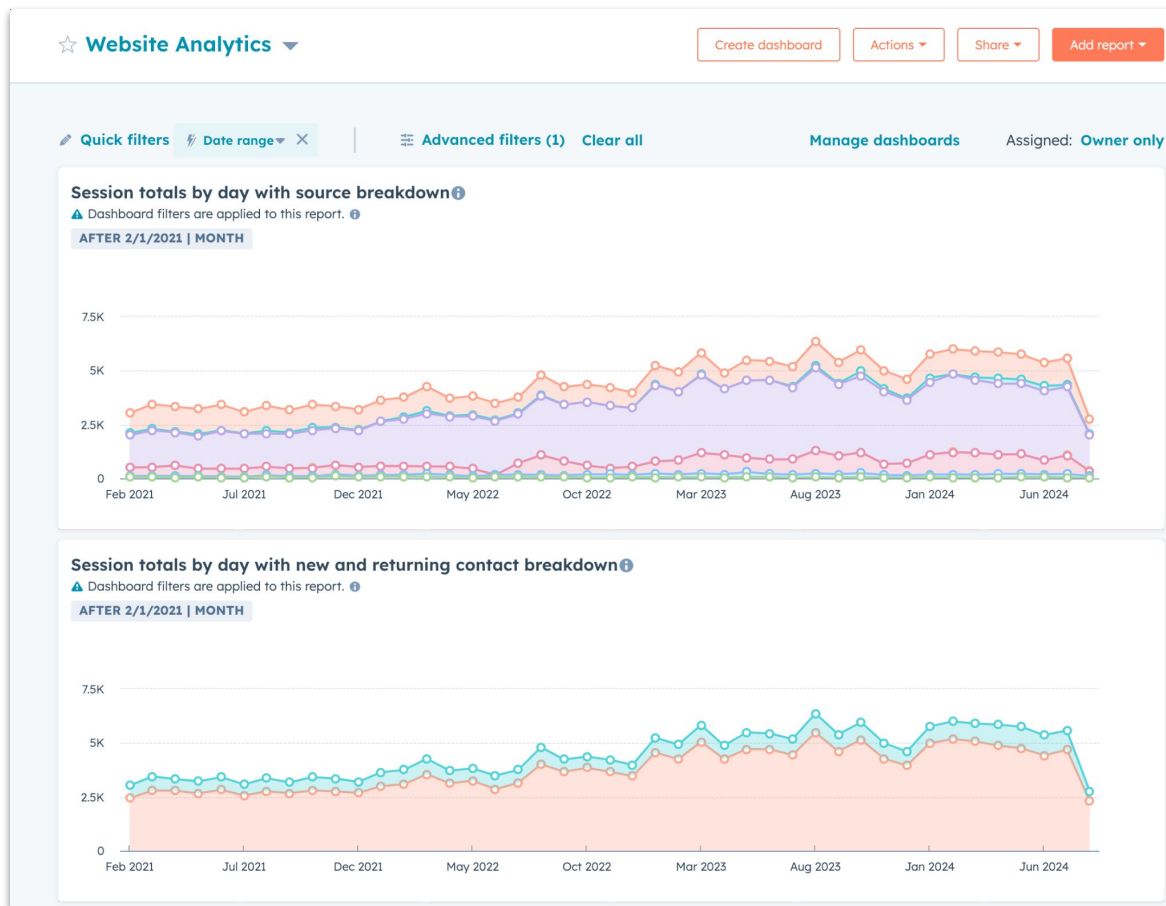 Website Analytics
Create dashboard
Actions
Share
Add report
Quick filters
Date range
Advanced filters (1)
Clear all
Manage dashboards
Assigned: Owner only
Session totals by day with source breakdown
Dashboard filters are applied to this report.
AFTER 2/1/2021 | MONTH
7.5K
5K
2.5K
0
Feb 2021 Jul 2021 Dec 2021 May 2022 Oct 2022 Mar 2023 Aug 2023 Jan 2024 Jun 2024
Session totals by day with new and returning contact breakdown
Dashboard filters are applied to this report.
AFTER 2/1/2021 | MONTH
7.5K
5K
2.5K
0
Feb 2021 Jul 2021 Dec 2021 May 2022 Oct 2022 Mar 2023 Aug 2023 Jan 2024 Jun 2024